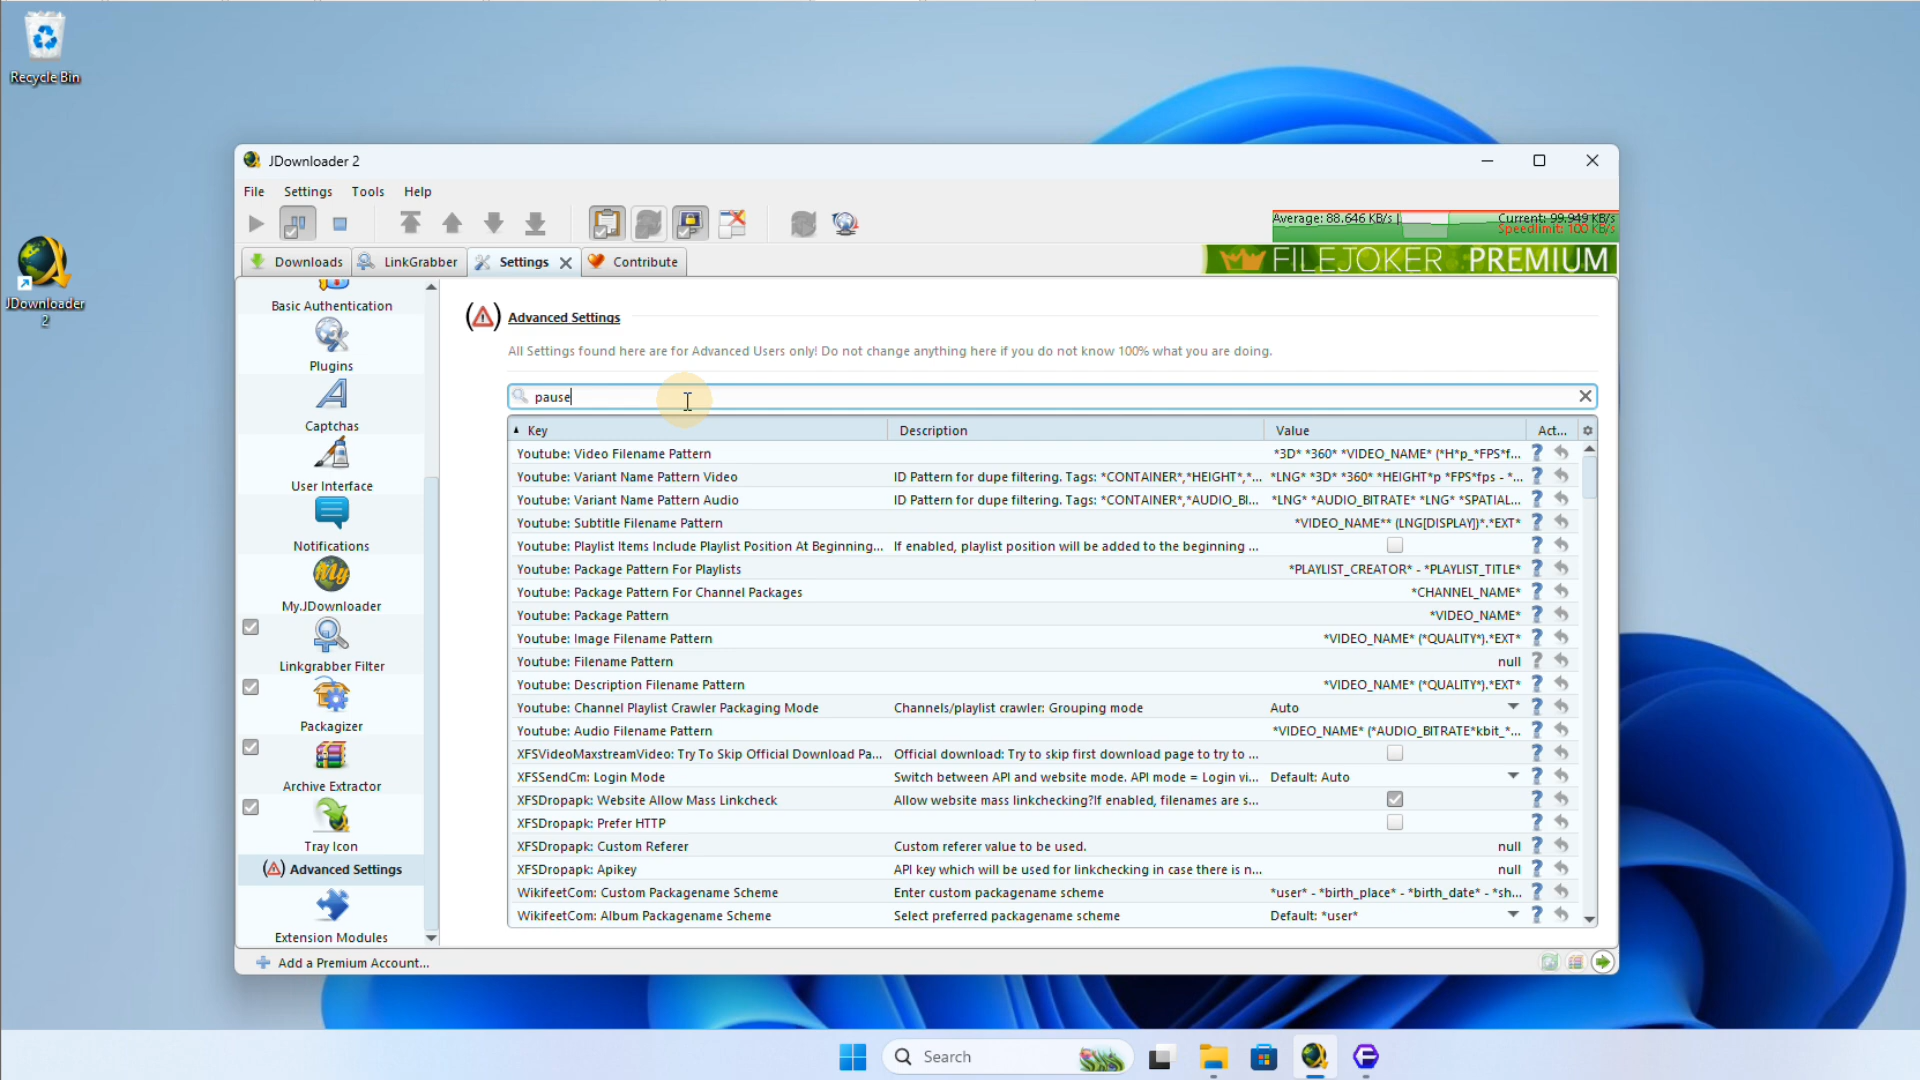 Recycle Bin
JDownloader
2
JDownloader 2
File Settings Tools Help
Average: 88.646 KB/s
Current: 99.949 KB/s
Speedlimit: 100 KB/s
Downloads LinkGrabber Settings Contribute
FILEJOKER PREMIUM
Basic Authentication
Plugins
Captchas
User Interface
Notifications
My
My.JDownloader
Linkgrabber Filter
Packagizer
Archive Extractor
Tray Icon
Advanced Settings
Extension Modules
Advanced Settings
All Settings found here are for Advanced Users only! Do not change anything here if you do not know 100% what you are doing.
pause
Key Description Value Act...
Youtube: Video Filename Pattern *3D* *360* *VIDEO_NAME* (*H*p_*FPS*f...
Youtube: Variant Name Pattern Video ID Pattern for dupe filtering. Tags: *CONTAINER*,*HEIGHT*,*... *LNG* *3D* *360* *HEIGHT*p *FPS*fps - *...
Youtube: Variant Name Pattern Audio ID Pattern for dupe filtering. Tags: *CONTAINER*,*AUDIO_BI... *LNG* *AUDIO_BITRATE* *LNG* *SPATIAL...
Youtube: Subtitle Filename Pattern *VIDEO_NAME** (LNG[DISPLAY])*.*EXT*
Youtube: Playlist Items Include Playlist Position At Beginning... If enabled, playlist position will be added to the beginning ...
Youtube: Package Pattern For Playlists *PLAYLIST_CREATOR* - *PLAYLIST_TITLE*
Youtube: Package Pattern For Channel Packages *CHANNEL_NAME*
Youtube: Package Pattern *VIDEO_NAME*
Youtube: Image Filename Pattern *VIDEO_NAME* (*QUALITY*).*EXT*
Youtube: Filename Pattern null
Youtube: Description Filename Pattern *VIDEO_NAME* (*QUALITY*).*EXT*
Youtube: Channel Playlist Crawler Packaging Mode Channels/playlist crawler: Grouping mode Auto
Youtube: Audio Filename Pattern *VIDEO_NAME* (*AUDIO_BITRATE*kbit_*...
XFSVideoMaxstreamVideo: Try To Skip Official Download Pa... Official download: Try to skip first download page to try to ...
XFSSendCm: Login Mode Switch between API and website mode. API mode = Login vi... Default: Auto
XFSDropapk: Website Allow Mass Linkcheck Allow website mass linkchecking?If enabled, filenames are s...
XFSDropapk: Prefer HTTP
XFSDropapk: Custom Referer Custom referer value to be used. null
XFSDropapk: Apikey API key which will be used for linkchecking in case there is n... null
WikifeetCom: Custom Packagename Scheme Enter custom packagename scheme *user* - *birth_place* - *birth_date* - *sh...
WikifeetCom: Album Packagename Scheme Select preferred packagename scheme Default: *user*
Add a Premium Account...
Search